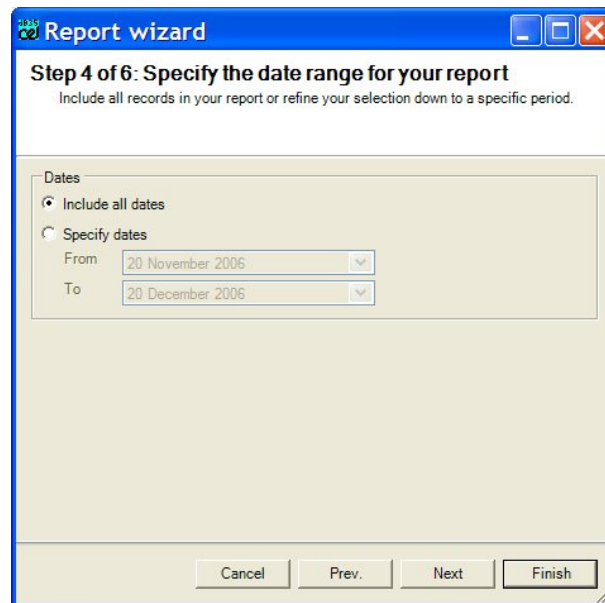 Report wizard
Step 4 of 6: Specify the date range for your report
Include all records in your report or refine your selection down to a specific period.
Dates
Include all dates
Specify dates
From 20 November 2006
To 20 December 2006
Cancel Prev. Next Finish